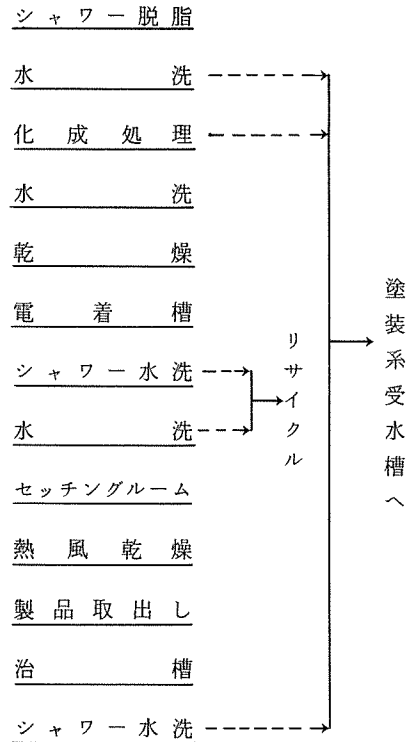 シャワー脱脂
水洗
化成処理
水洗
乾燥
電着槽
シャワー水洗
水洗
セッチングルーム
熱風乾燥
製品取出し
治槽
シャワー水洗
リサイクル
塗装系受水槽へ